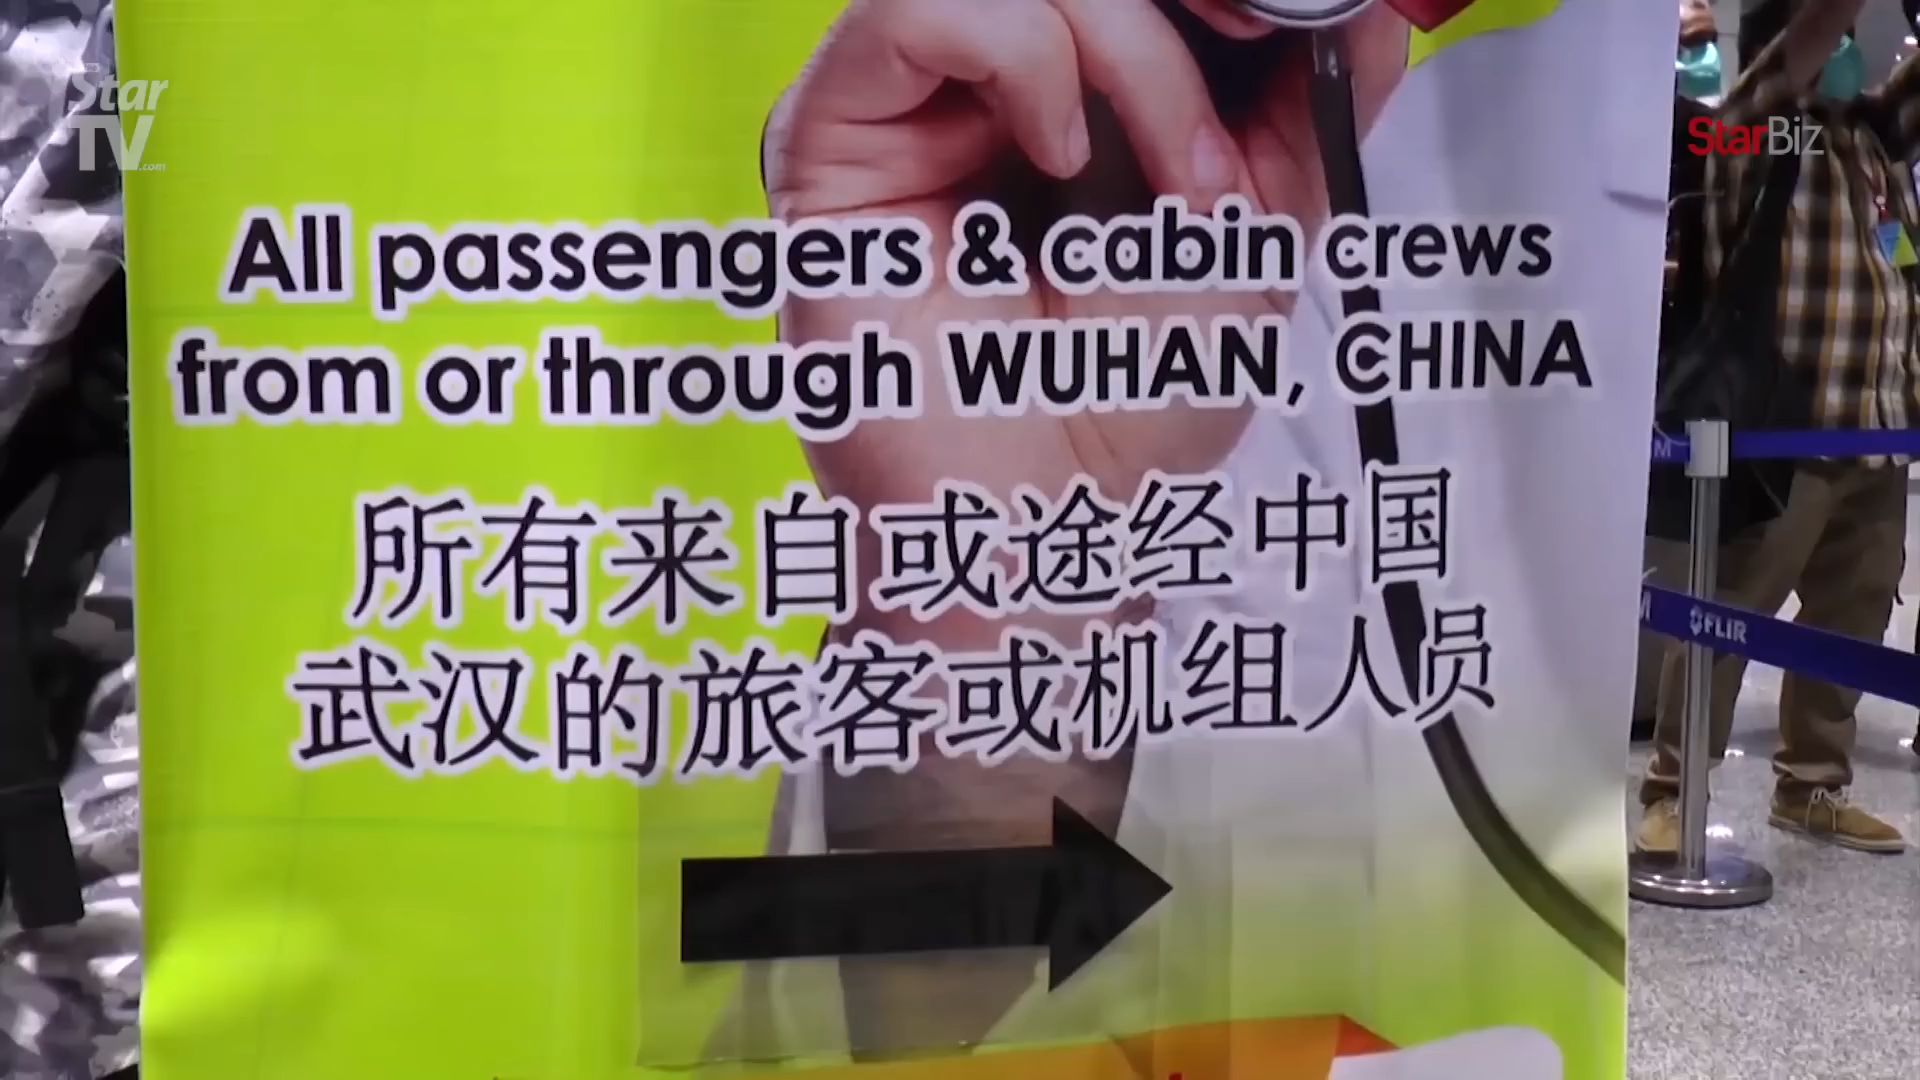 Star
TV.com
StarBiz
All passengers & cabin crews
from or through WUHAN, CHINA
所有来自或途经中国
武汉的旅客或机组人员
M
FLIR